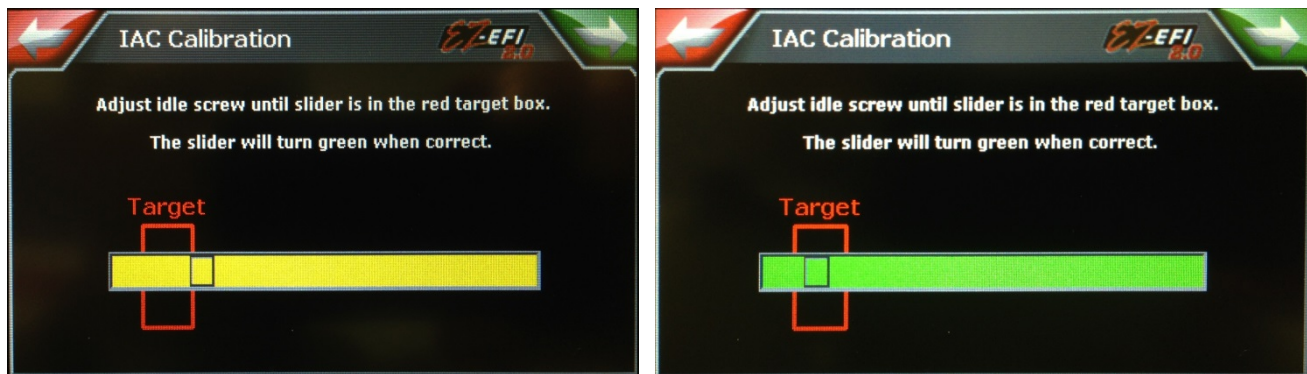 IAC Calibration
EZ-EFI
2.0
Adjust idle screw until slider is in the red target box.
The slider will turn green when correct.
Target
IAC Calibration
EZ-EFI
2.0
Adjust idle screw until slider is in the red target box.
The slider will turn green when correct.
Target